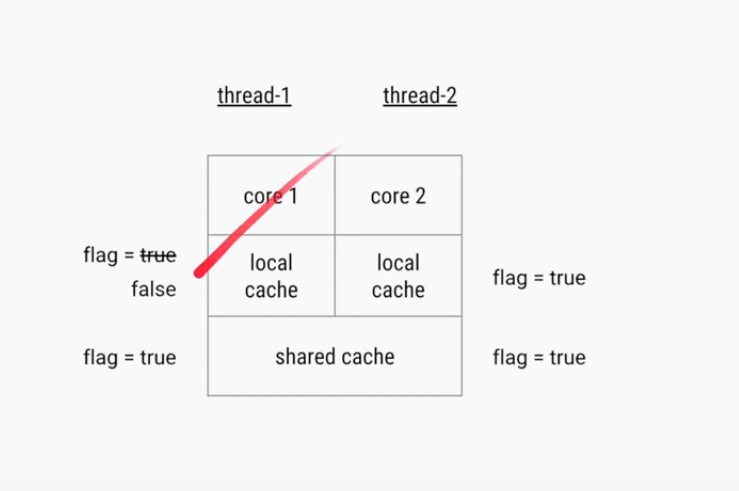 thread-1 thread-2
core 1 core 2
flag = true
false
local cache
local cache
flag = true
flag = true
shared cache
flag = true